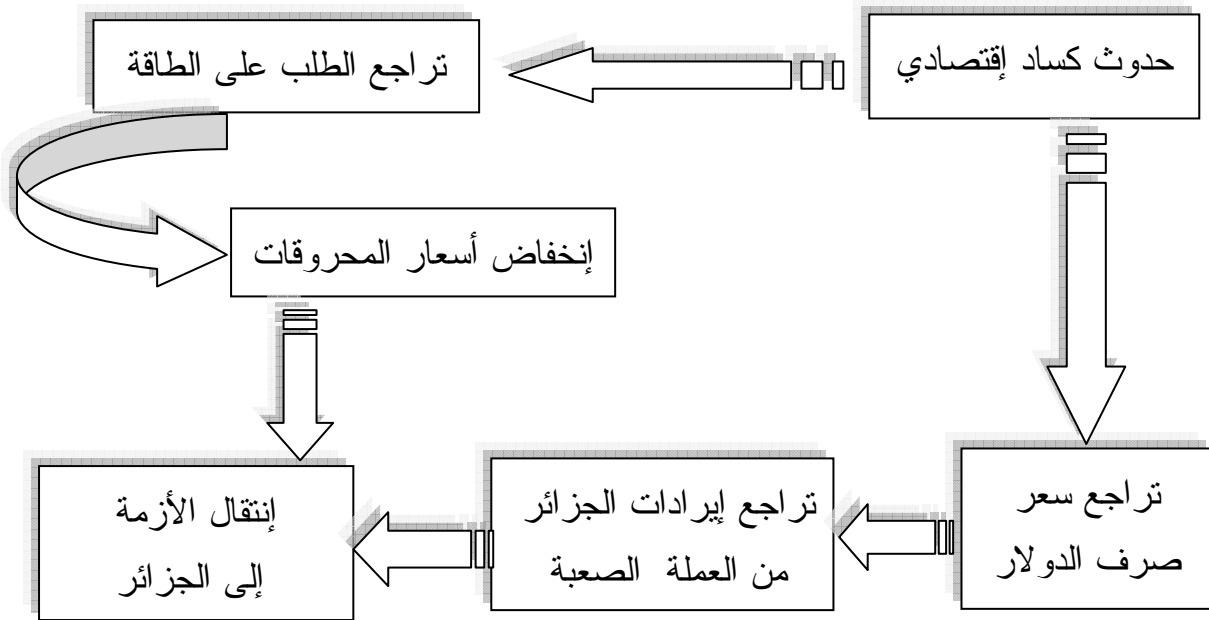 حدوث كساد إقتصادي
تراجع الطلب على الطاقة
إنخفاض أسعار المحروقات
تراجع سعر
صرف الدولار
تراجع إيرادات الجزائر
من العملة الصعبة
إنتقال الأزمة
إلى الجزائر